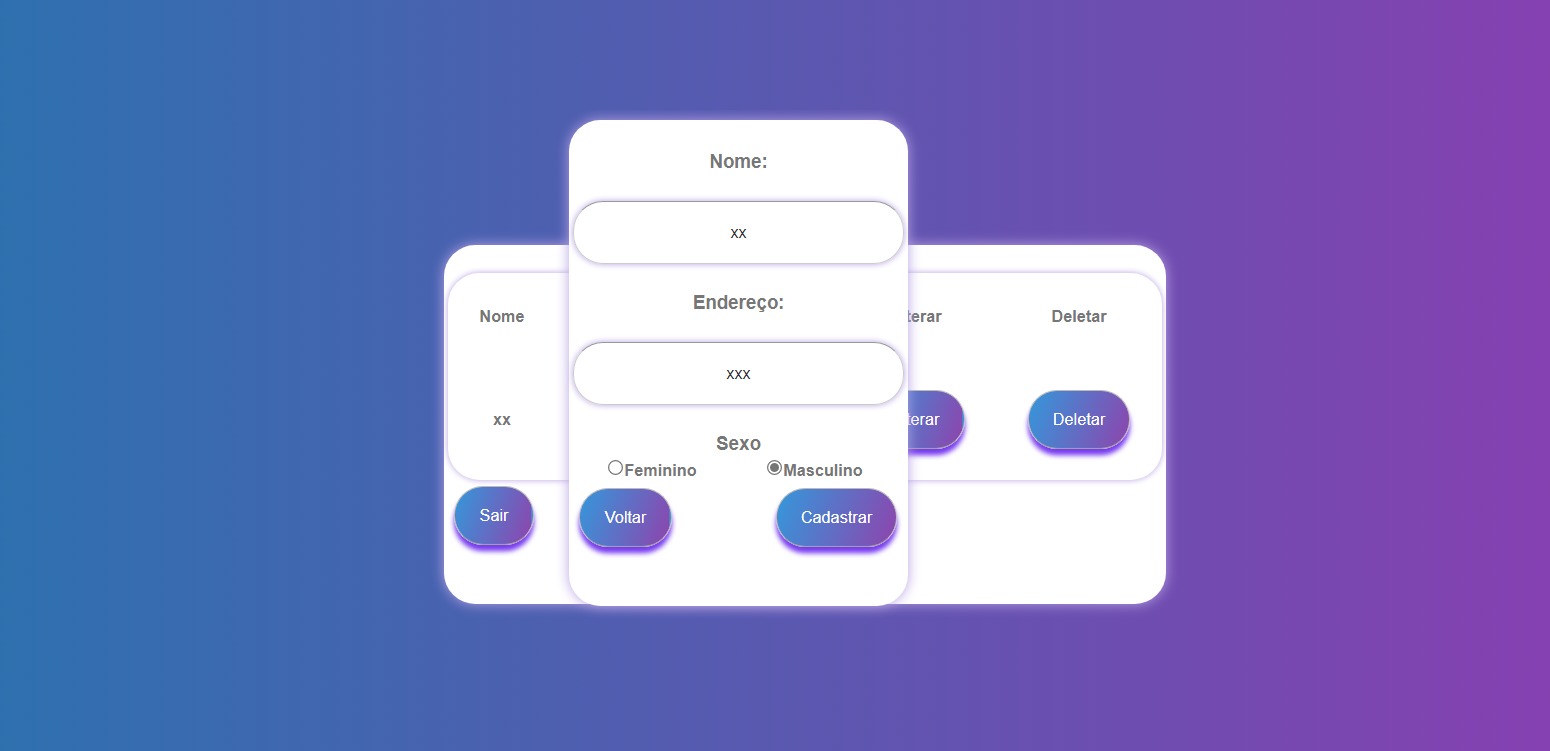 Nome:
xx
Endereço:
xxx
Sexo
Feminino Masculino
Voltar Cadastrar
Nome terar Deletar
xx terar Deletar
Sair